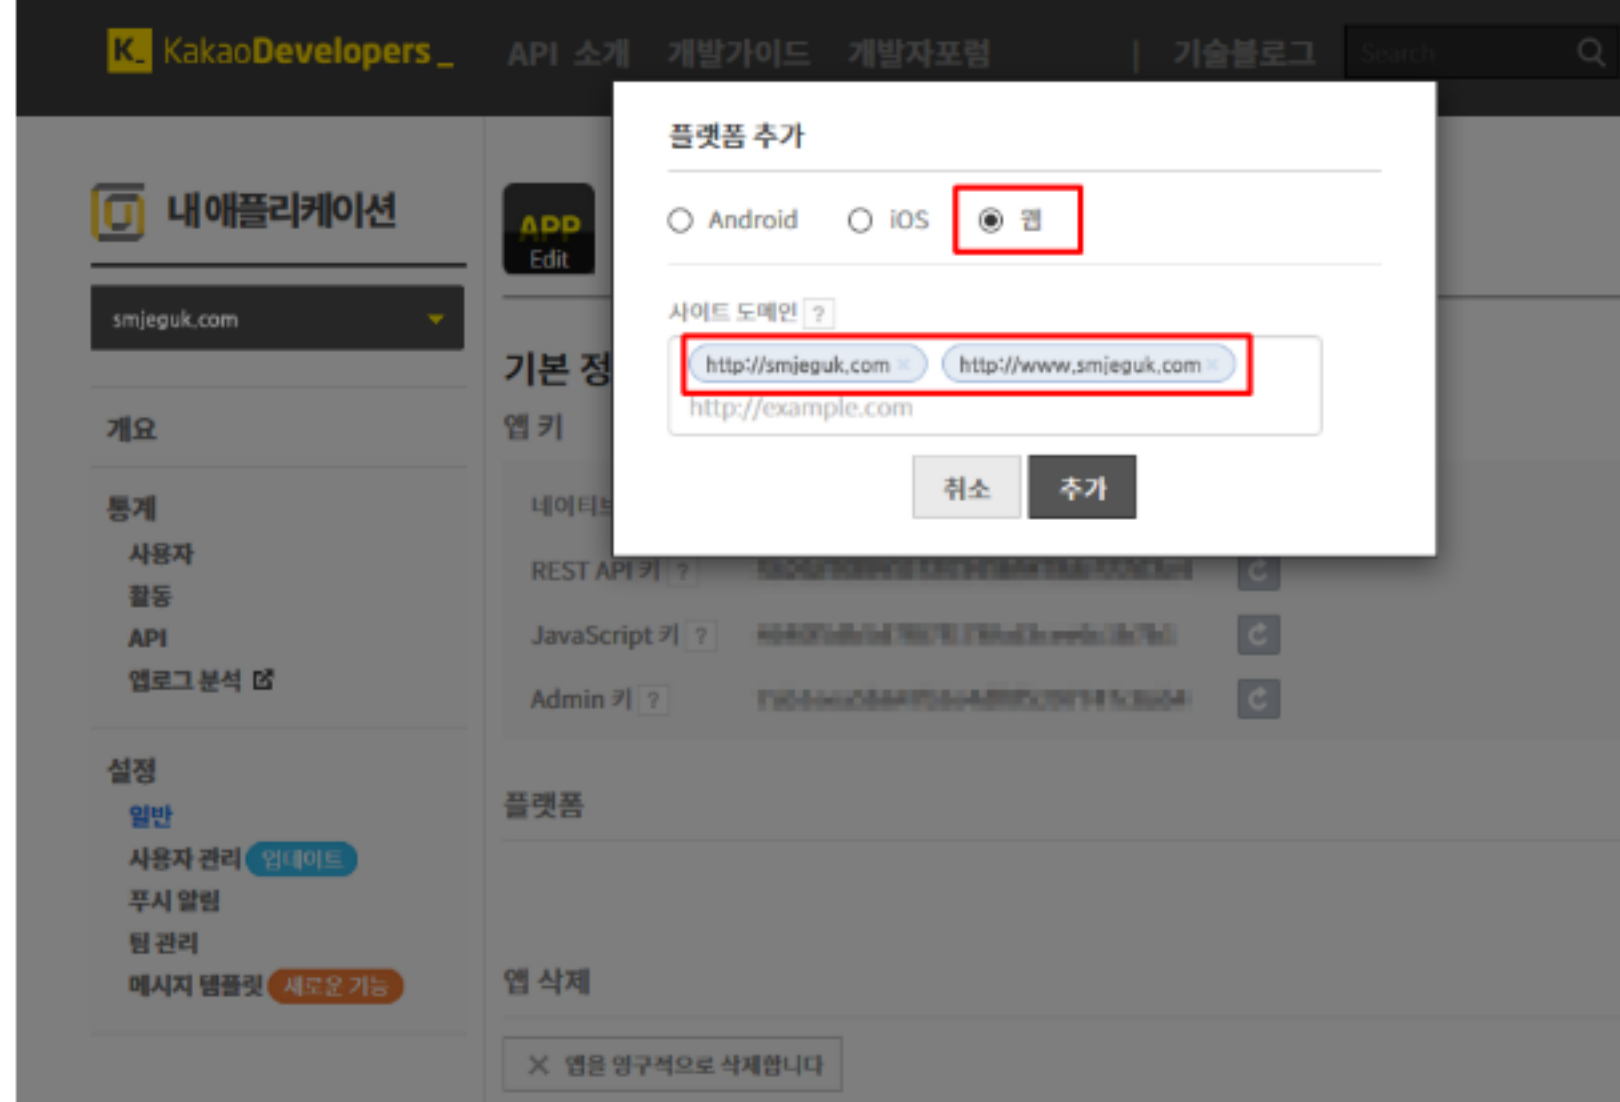 K_ KakaoDevelopers_ API 소개 개발가이드 개발자포럼 | 기술블로그 Search
플랫폼 추가
Android iOS 웹
사이트 도메인 ?
http://smjeguk.com × http://www.smjeguk.com ×
http://example.com
취소 추가
내 애플리케이션
smjeguk.com
개요
통계
사용자
활동
API
앱로그 분석
설정
일반
사용자 관리 업데이트
푸시 알림
팀 관리
메시지 템플릿 새로운 기능
APP
Edit
기본 정
앱 키
네이티브
REST API 키 ?
JavaScript 키 ?
Admin 키 ?
플랫폼
앱 삭제
앱을 영구적으로 삭제합니다